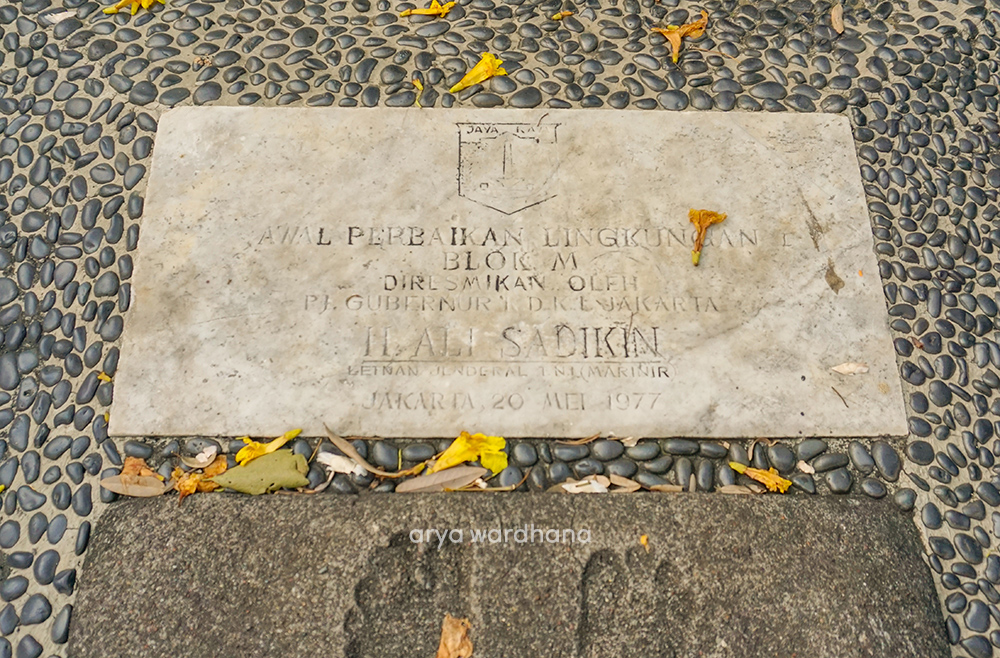 JAYA RAYA
AWAL PERBAIKAN LINGKUNGAN
BLOK M
DIRESMIKAN OLEH
PJ. GUBERNUR D.K.I. JAKARTA
H. ALI SADIKIN
LETNAN JENDERAL T.N.I. (MARINIR)
JAKARTA 20 MEI 1977
arya wardhana